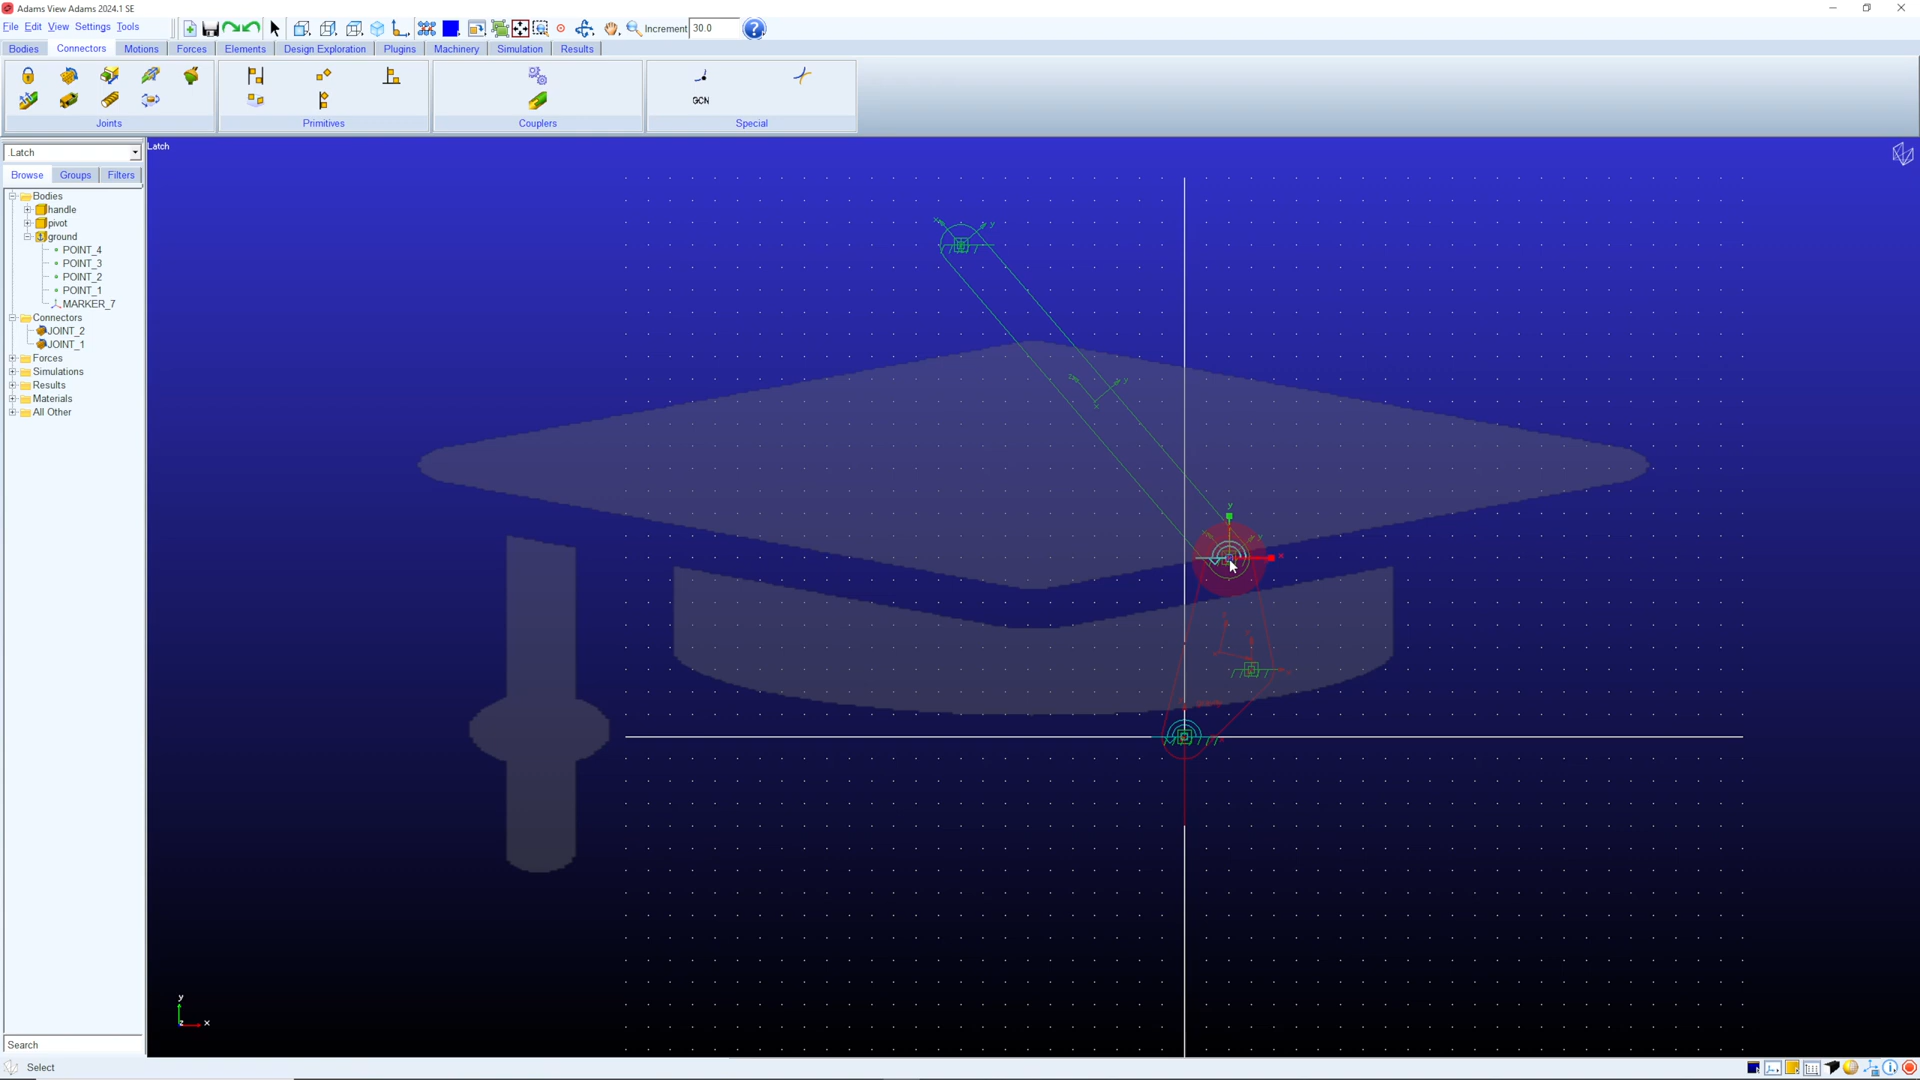 Adams View Adams 2024.1 SE
File Edit View Settings Tools
Increment 30.0 ?
Bodies Connectors Motions Forces Elements Design Exploration Plugins Machinery Simulation Results
GCN
Joints Primitives Couplers Special
Latch
Latch
Browse Groups Filters
Bodies
handle
pivot
ground
POINT_4
POINT_3
POINT_2
POINT_1
MARKER_7
Connectors
JOINT_2
JOINT_1
Forces
Simulations
Results
Materials
All Other
y
x
y
z x
Search
Select